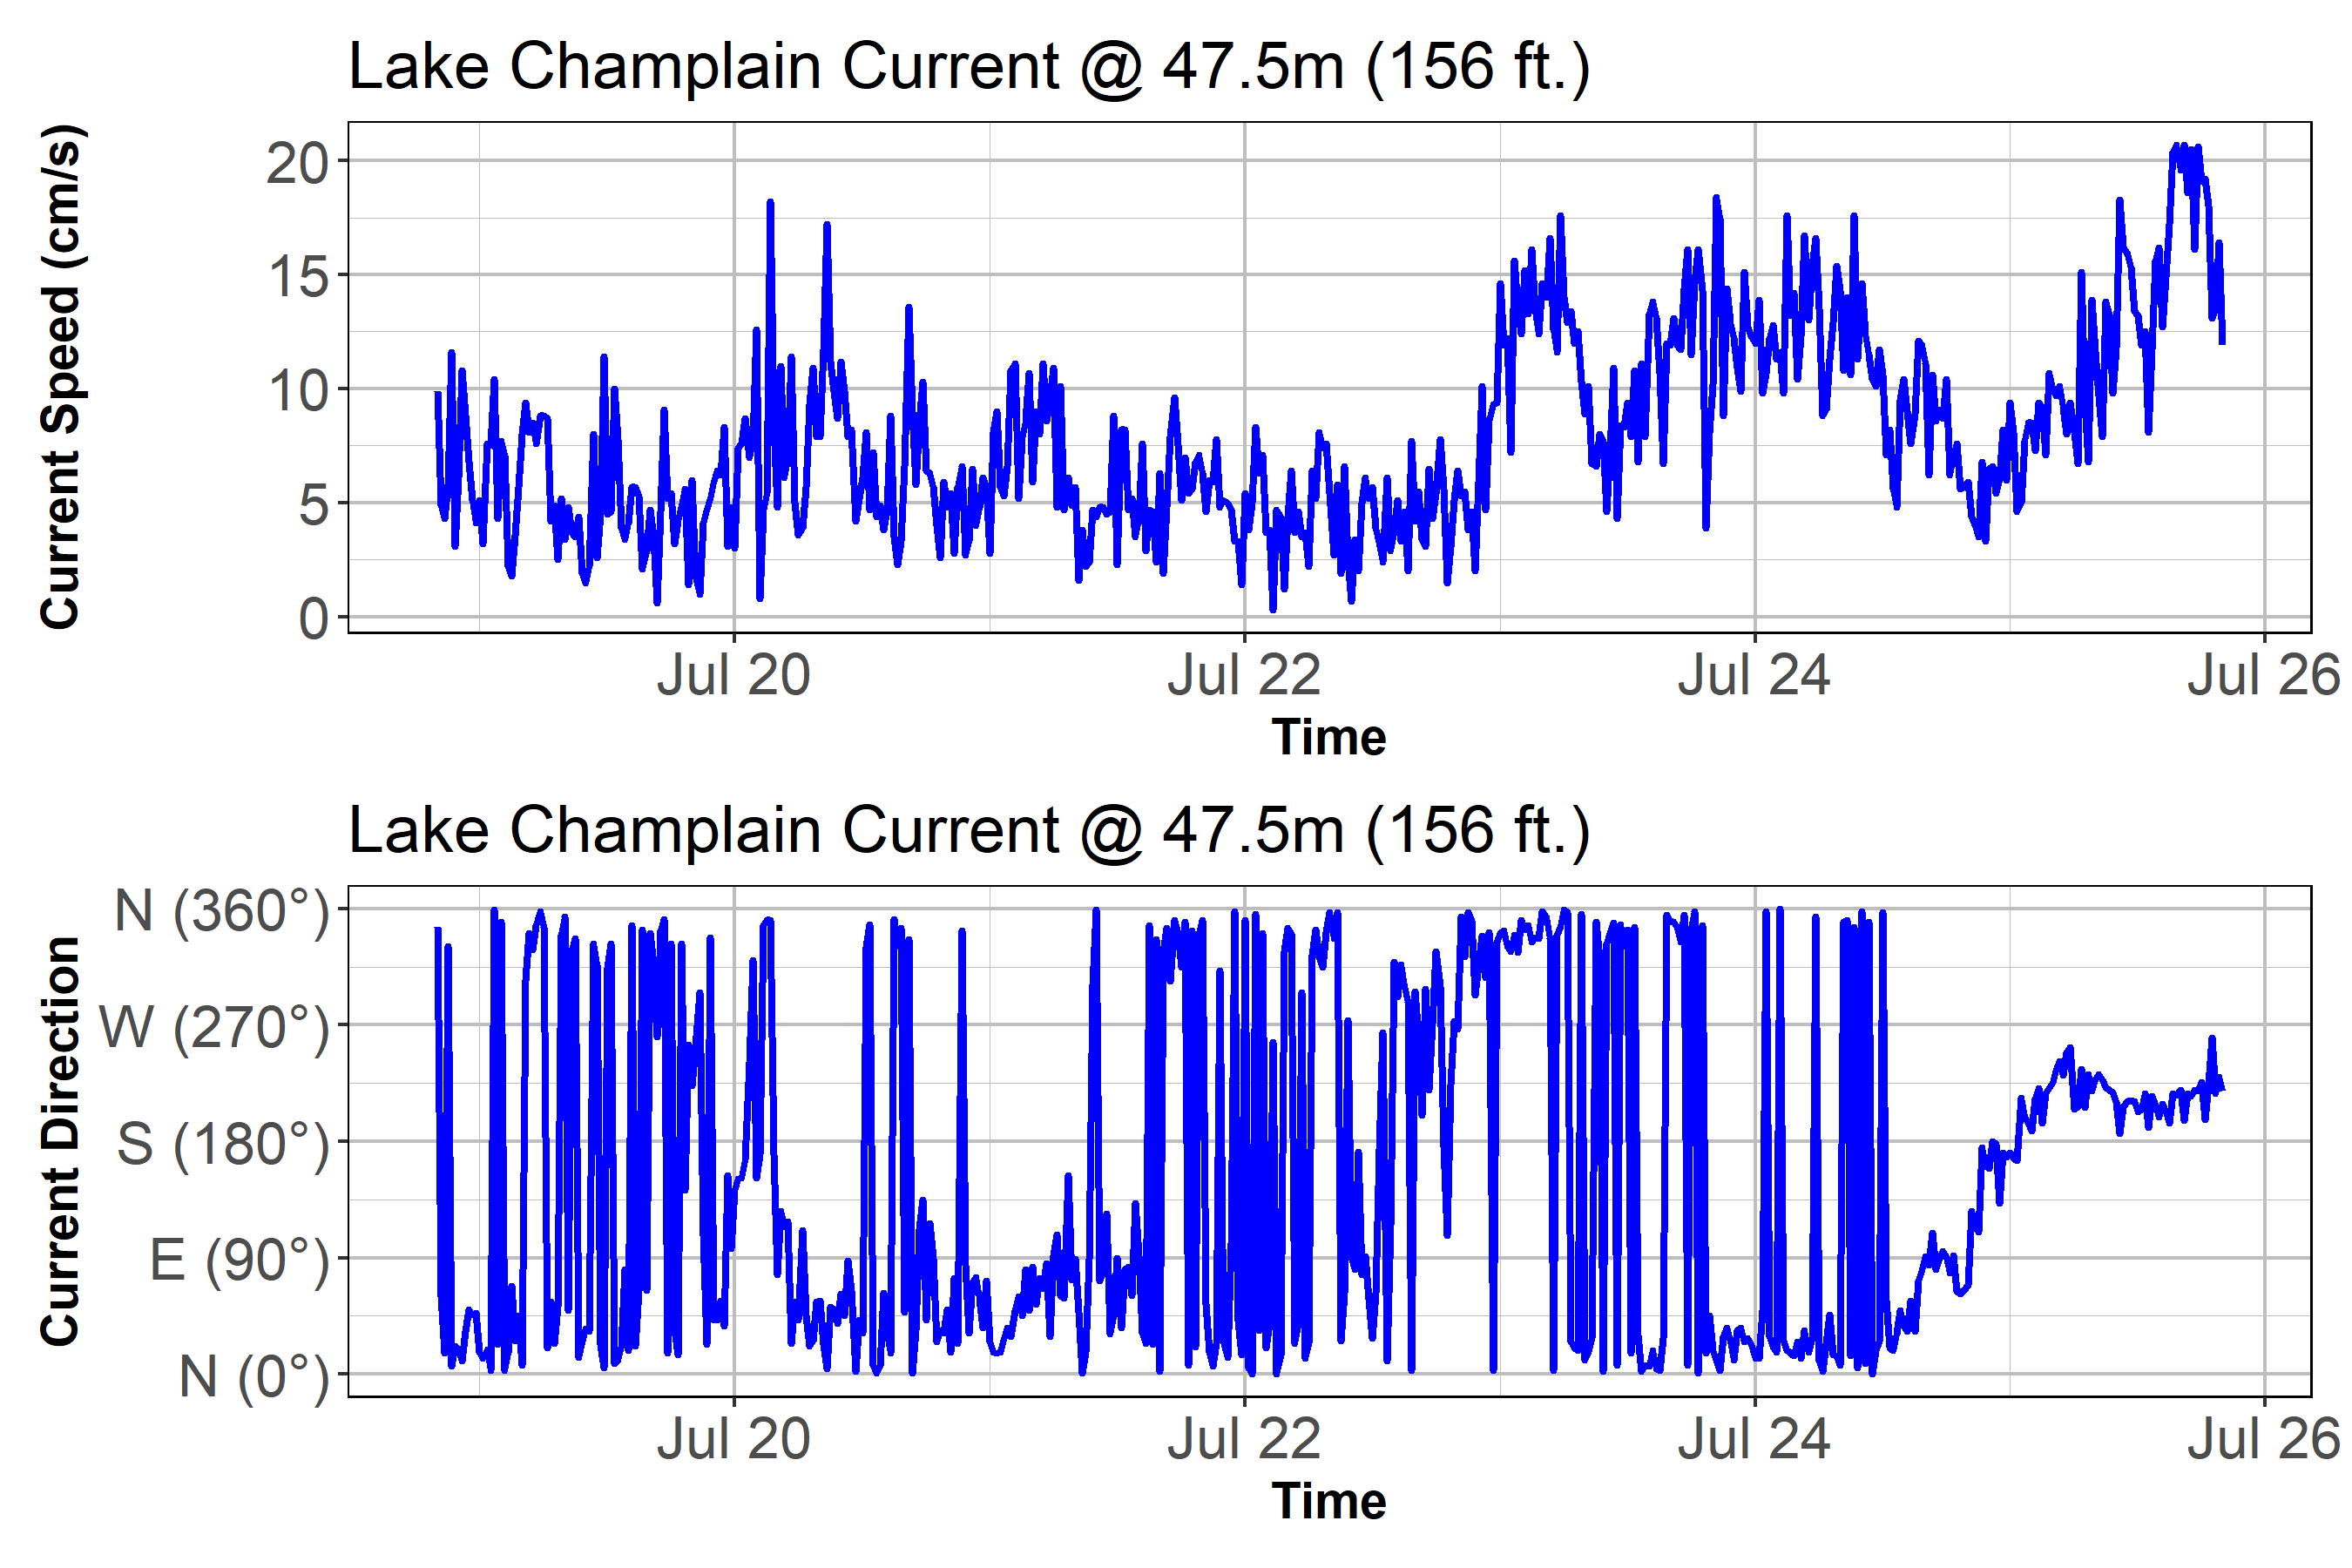 Lake Champlain Current @ 47.5m (156 ft.)
Current Speed (cm/s)
20
15
10
5
0
Jul 20 Jul 22 Jul 24 Jul 26
Time
Lake Champlain Current @ 47.5m (156 ft.)
Current Direction
N (360°)
W (270°)
S (180°)
E (90°)
N (0°)
Jul 20 Jul 22 Jul 24 Jul 26
Time